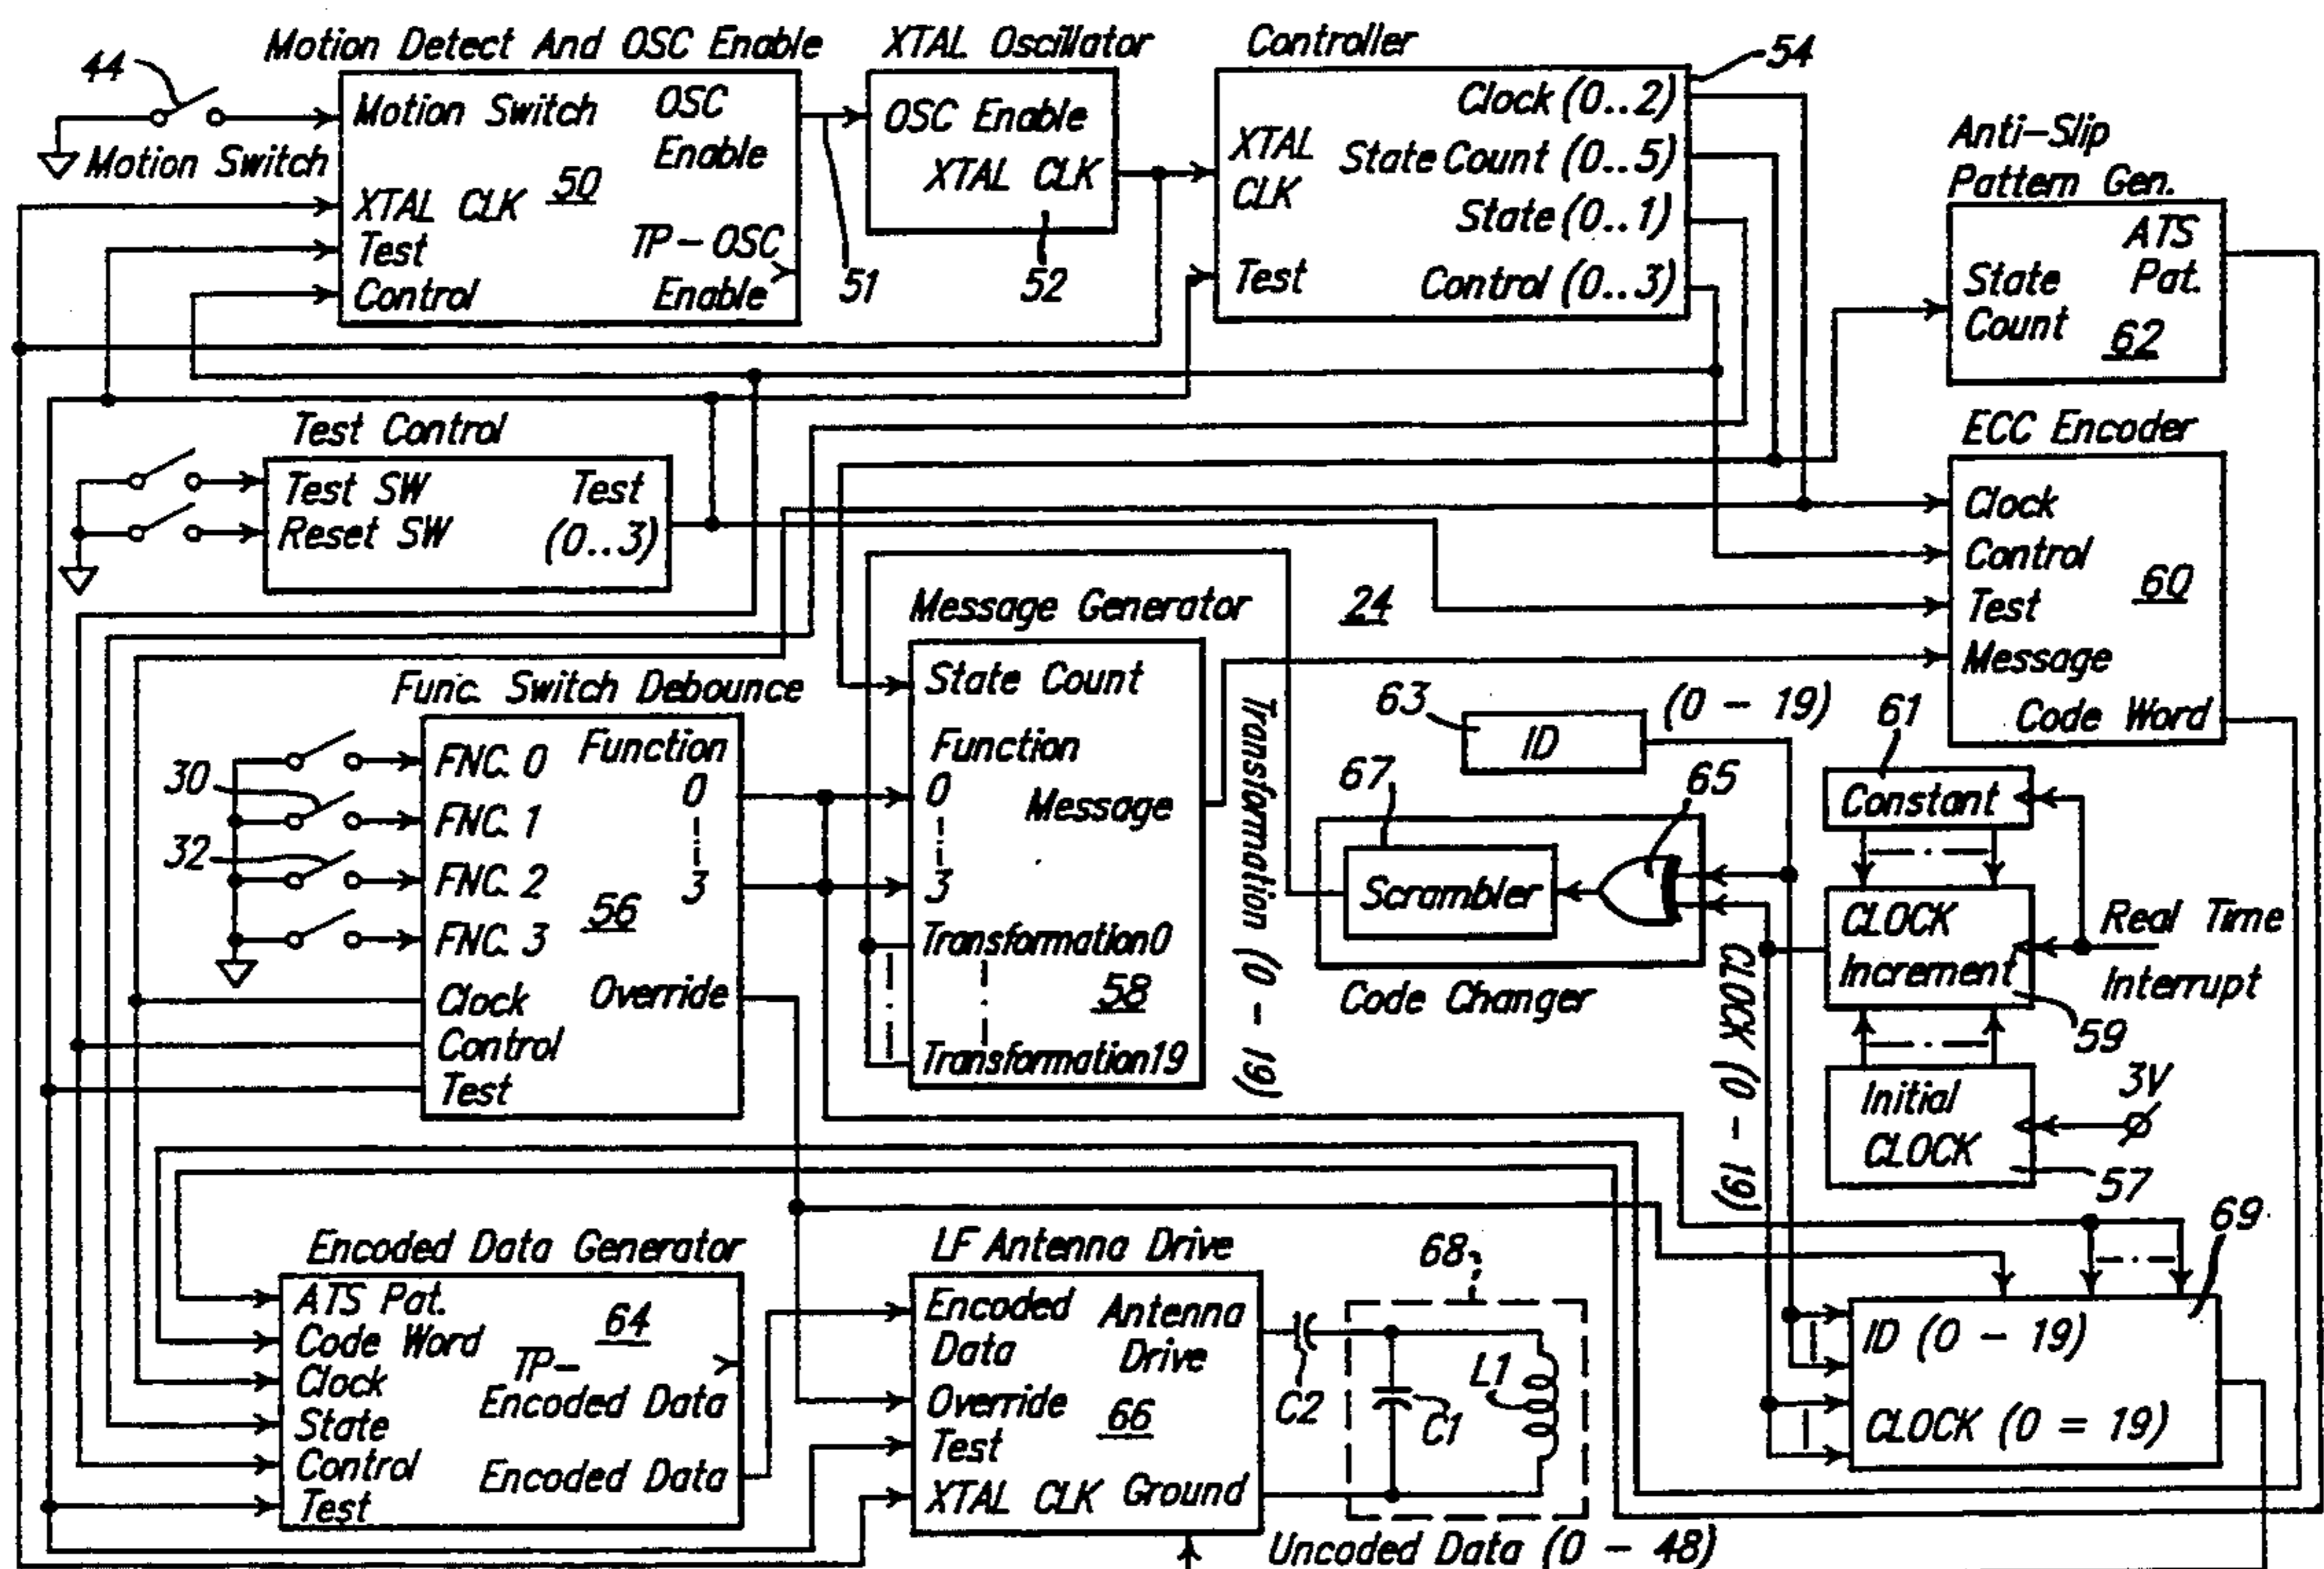 Motion Detect And OSC Enable
44
Motion Switch
Motion Switch
OSC
Enable
50
XTAL CLK
Test
Control
TP-OSC
Enable
51
XTAL Oscillator
OSC Enable
XTAL CLK
52
Controller
54
XTAL
CLK
Test
Clock (0..2)
State Count (0..5)
State (0..1)
Control (0..3)
Anti-Slip
Pattern Gen.
State
Count
ATS
Pat.
62
Test Control
Test SW
Reset SW
Test
(0..3)
ECC Encoder
Clock
Control
Test
Message
60
Code Word
24
Func. Switch Debounce
30
32
FNC. 0
FNC. 1
FNC. 2
FNC. 3
Function
0
3
56
Clock
Control
Test
Override
Message Generator
State Count
Function
0
3
Message
Transformation0
58
Transformation19
Transformation (0 - 19)
63
ID
(0 - 19)
67
Scrambler
65
Code Changer
CLOCK (0 - 19)
61
Constant
CLOCK
Increment
59
Real Time
Interrupt
Initial
CLOCK
57
3V
Encoded Data Generator
ATS Pat.
Code Word
Clock
State
Control
Test
64
TP-
Encoded Data
Encoded Data
LF Antenna Drive
Encoded
Data
Override
Test
XTAL CLK
Antenna
Drive
66
Ground
C2
68
C1
L1
Uncoded Data (0 - 48)
69
ID (0 - 19)
CLOCK (0 = 19)